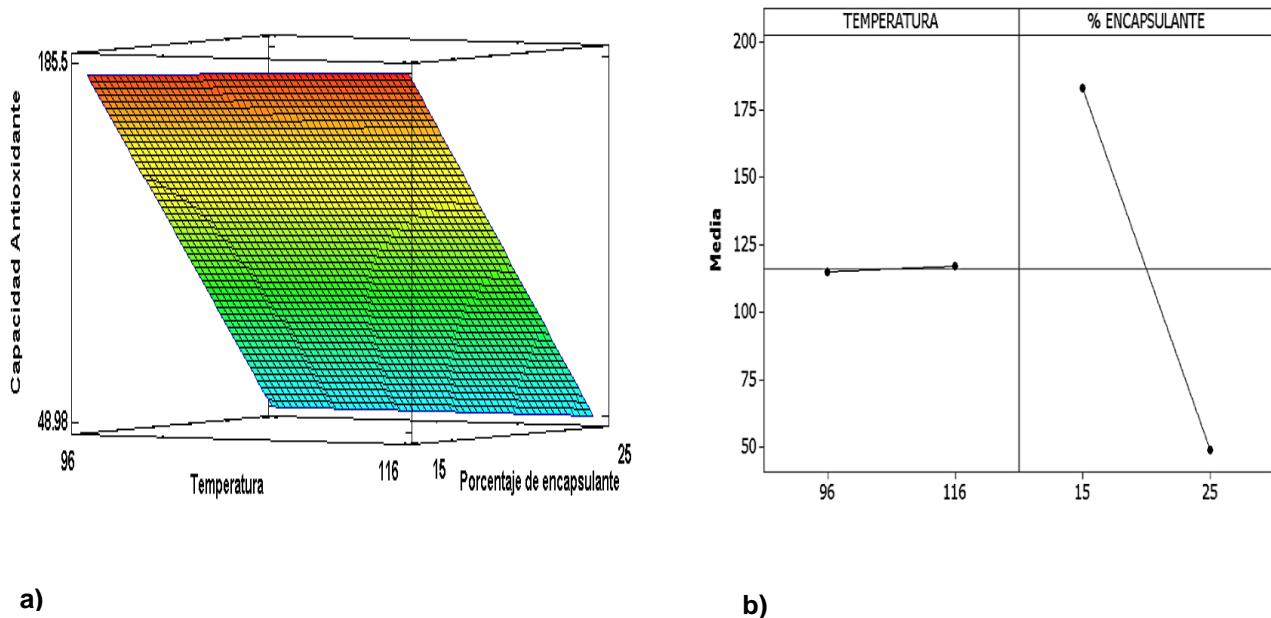 186.5
Capacidad Antioxidante
48.98
96
Temperatura
116
15
Porcentaje de encapsulante
25
a)
TEMPERATURA
% ENCAPSULANTE
200
175
150
125
100
75
50
Media
96
116
15
25
b)